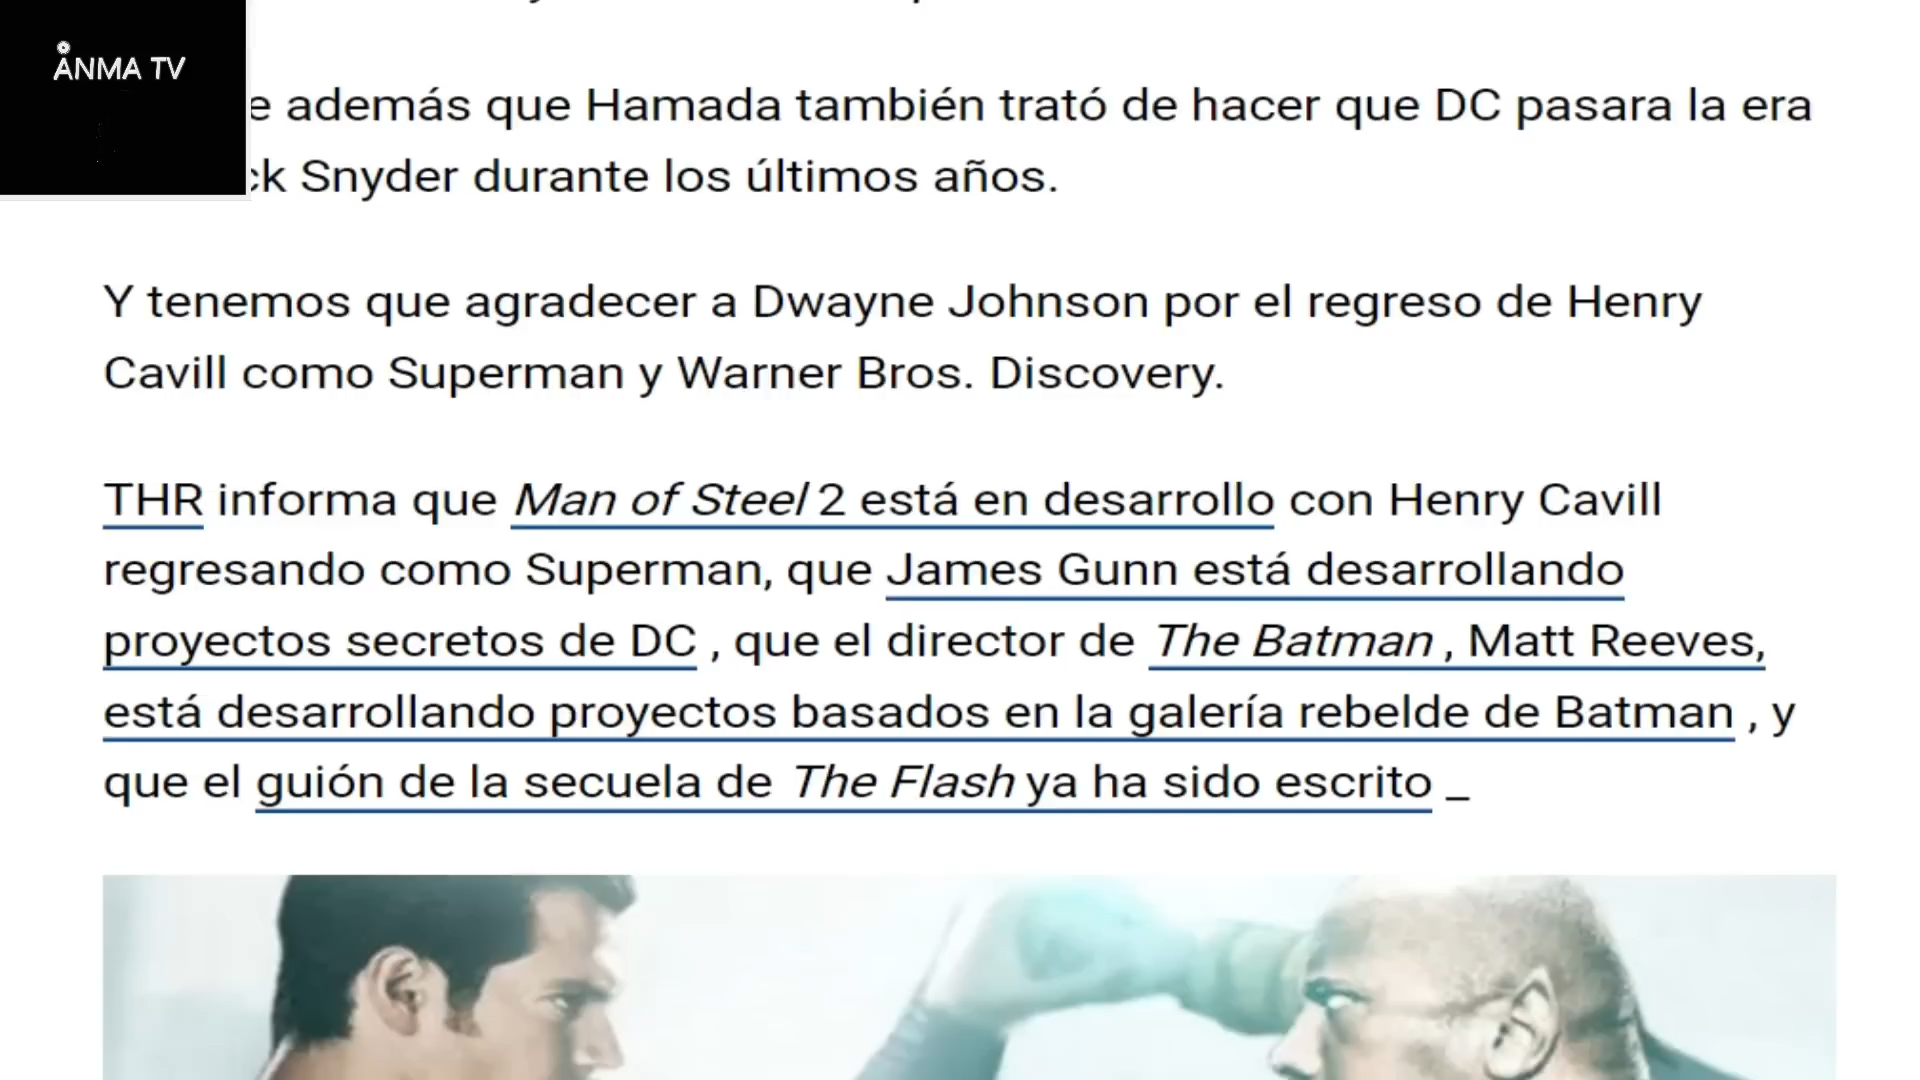 ANMA TV
además que Hamada también trató de hacer que DC pasara la era
Snyder durante los últimos años.
Y tenemos que agradecer a Dwayne Johnson por el regreso de Henry
Cavill como Superman y Warner Bros. Discovery.
THR informa que Man of Steel 2 está en desarrollo con Henry Cavill
regresando como Superman, que James Gunn está desarrollando
proyectos secretos de DC , que el director de The Batman , Matt Reeves,
está desarrollando proyectos basados en la galería rebelde de Batman , y
que el guión de la secuela de The Flash ya ha sido escrito _